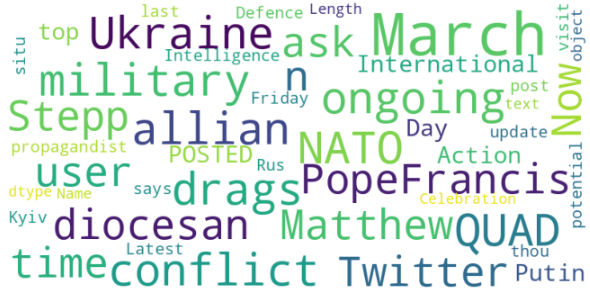 last Defence Length
situ top Ukraine ask March visit object
Intelligence International
military n Friday ongoing Now post text
Stepp allian NATO Day update
propagandist POSTED Rus Action
user drags PopeFrancis potential
dtype Name says Celebration
Kyiv diocesan Matthew QUAD
Latest thou
time conflict Twitter Putin